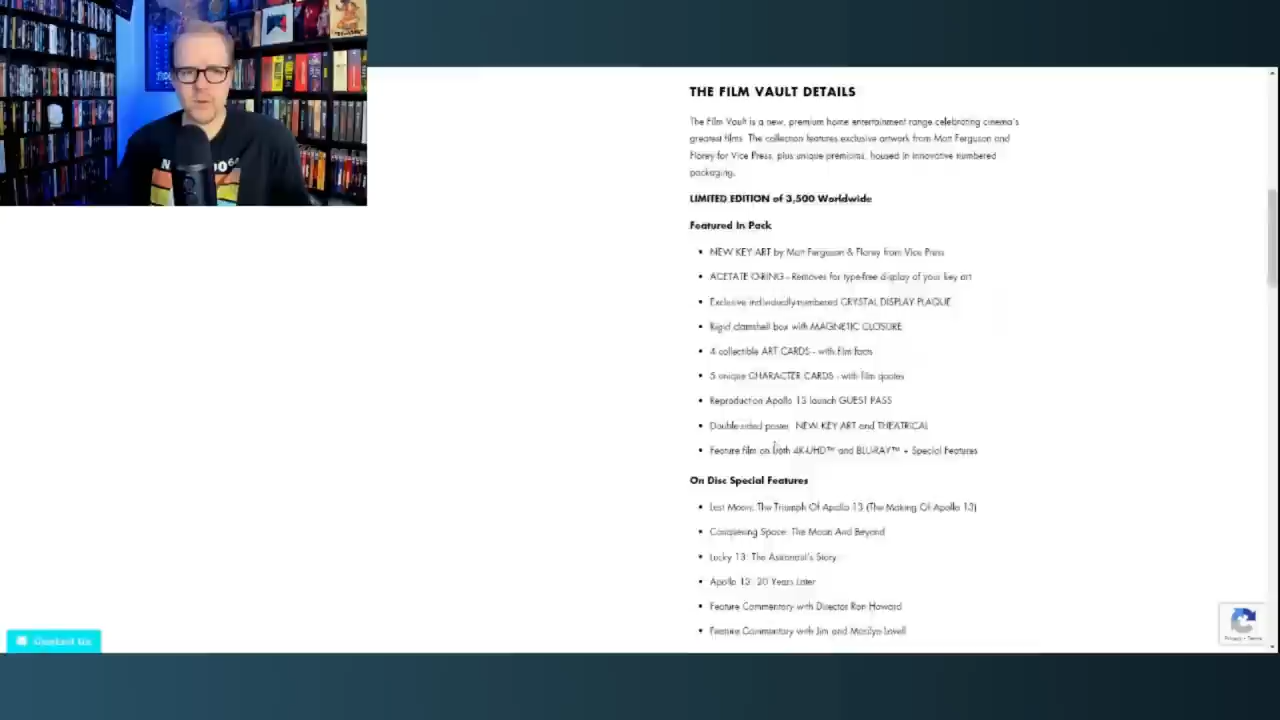 THE FILM VAULT DETAILS
The Film Vault is a new, premium home entertainment range celebrating cinema's
greatest films. The collection features exclusive artwork from Matt Ferguson and
Florey for Vice Press, plus unique premiums, housed in innovative numbered
packaging.
LIMITED EDITION of 3,500 Worldwide
Featured In Pack
• NEW KEY ART by Matt Ferguson & Florey from Vice Press
• ACETATE O-RING - Removes for type-free display of your key art
• Exclusive individually-numbered CRYSTAL DISPLAY PLAQUE
• Rigid clamshell box with MAGNETIC CLOSURE
• 4 collectible ART CARDS - with film facts
• 5 unique CHARACTER CARDS - with film quotes
• Reproduction Apollo 13 launch GUEST PASS
• Double-sided poster: NEW KEY ART and THEATRICAL
• Feature film on both 4K-UHD™ and BLU-RAY™ + Special Features
On Disc Special Features
• Lost Moon: The Triumph Of Apollo 13 (The Making Of Apollo 13)
• Conquering Space: The Moon And Beyond
• Lucky 13: The Astronaut's Story
• Apollo 13: 20 Years Later
• Feature Commentary with Director Ron Howard
• Feature Commentary with Jim and Marilyn Lovell
Contact Us
Privacy - Terms